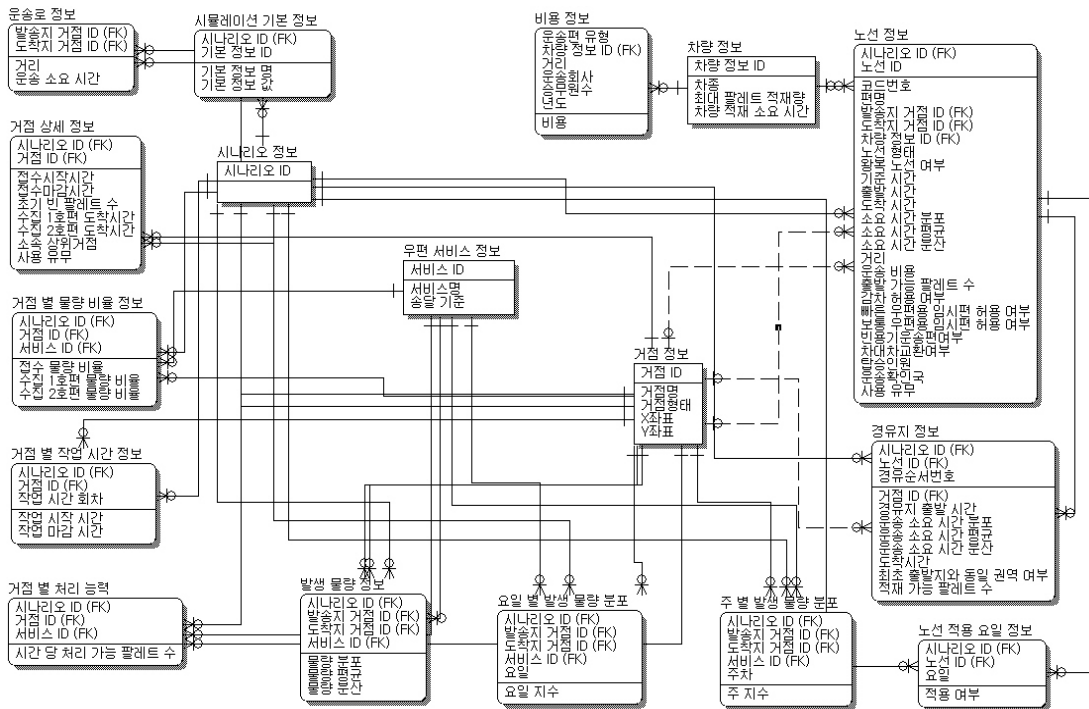 운송로 정보
발송지 거점 ID (FK)
도착지 거점 ID (FK)
거리
운송 소요 시간
시뮬레이션 기본 정보
시나리오 ID (FK)
기본 정보 ID
기본 정보 명
기본 정보 값
비용 정보
운송편 유형
차량 정보 ID (FK)
거리
운송회사
승무원수
년도
비용
차량 정보
차량 정보 ID
차종
최대 팔레트 적재량
차량 적재 소요 시간
노선 정보
시나리오 ID (FK)
노선 ID
코드번호
편명
발송지 거점 ID (FK)
도착지 거점 ID (FK)
차량 정보 ID (FK)
노선 형태
왕복 노선 여부
기준 시간
출발 시간
도착 시간
소요 시간 분포
소요 시간 평균
소요 시간 분산
거리
운송 비용
출발 가능 팔레트 수
감차 허용 여부
빠른 우편용 임시편 허용 여부
보통 우편용 임시편 허용 여부
빈용기운송편여부
차대차교환여부
탑승인원
운송확인국
사용 유무
거점 상세 정보
시나리오 ID (FK)
거점 ID (FK)
접수시작시간
접수마감시간
초기 빈 팔레트 수
수집 1호편 도착시간
수집 2호편 도착시간
소속 상위거점
사용 유무
시나리오 정보
시나리오 ID
우편 서비스 정보
서비스 ID
서비스명
송달 기준
거점 별 물량 비율 정보
시나리오 ID (FK)
거점 ID (FK)
서비스 ID (FK)
접수 물량 비율
수집 1호편 물량 비율
수집 2호편 물량 비율
거점 정보
거점 ID
거점명
거점형태
X좌표
Y좌표
거점 별 작업 시간 정보
시나리오 ID (FK)
거점 ID (FK)
작업 시간 회차
작업 시작 시간
작업 마감 시간
경유지 정보
시나리오 ID (FK)
노선 ID (FK)
경유순서번호
거점 ID (FK)
경유지 출발 시간
운송 소요 시간 분포
운송 소요 시간 평균
운송 소요 시간 분산
도착시간
최초 출발지와 동일 권역 여부
적재 가능 팔레트 수
거점 별 처리 능력
시나리오 ID (FK)
거점 ID (FK)
서비스 ID (FK)
시간 당 처리 가능 팔레트 수
발생 물량 정보
시나리오 ID (FK)
발송지 거점 ID (FK)
도착지 거점 ID (FK)
서비스 ID (FK)
물량 분포
물량 평균
물량 분산
요일 별 발생 물량 분포
시나리오 ID (FK)
발송지 거점 ID (FK)
도착지 거점 ID (FK)
서비스 ID (FK)
요일
요일 지수
주 별 발생 물량 분포
시나리오 ID (FK)
발송지 거점 ID (FK)
도착지 거점 ID (FK)
서비스 ID (FK)
주차
주 지수
노선 적용 요일 정보
시나리오 ID (FK)
노선 ID (FK)
요일
적용 여부